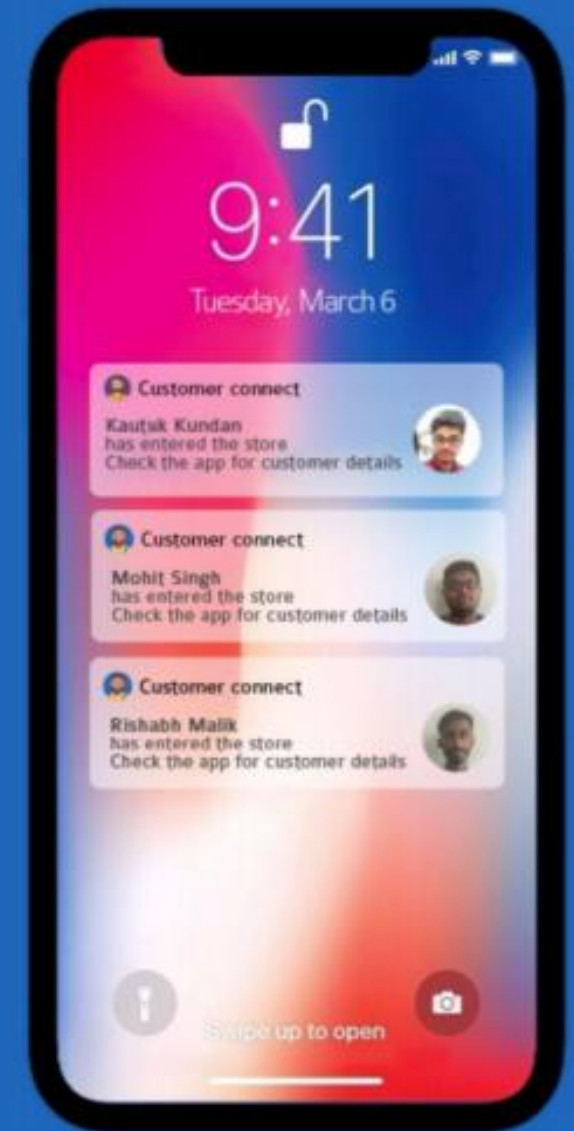 9:41
Tuesday, March 6
Customer connect
Kautuk Kundan
has entered the store
Check the app for customer details
Customer connect
Mohit Singh
has entered the store
Check the app for customer details
Customer connect
Rishabh Malik
has entered the store
Check the app for customer details
Swipe up to open